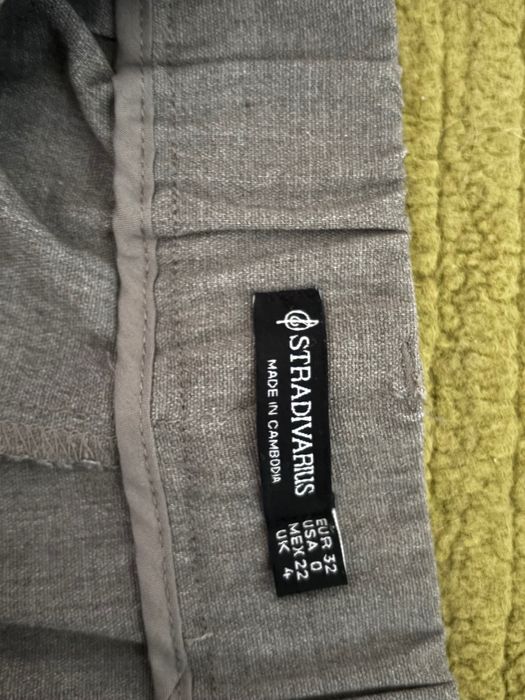 STRADIVARIUS
MADE IN CAMBODIA
EUR 32
USA 0
MEX 22
UK 4